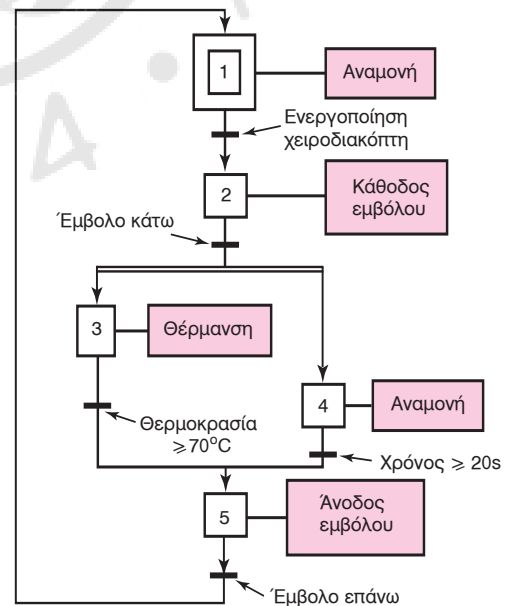 1
Αναμονή
Ενεργοποίηση
χειροδιακόπτη
2
Κάθοδος
εμβόλου
Έμβολο κάτω
3
Θέρμανση
4
Αναμονή
Θερμοκρασία
⩾70°C
Χρόνος ⩾ 20s
5
Άνοδος
εμβόλου
Έμβολο επάνω
4.